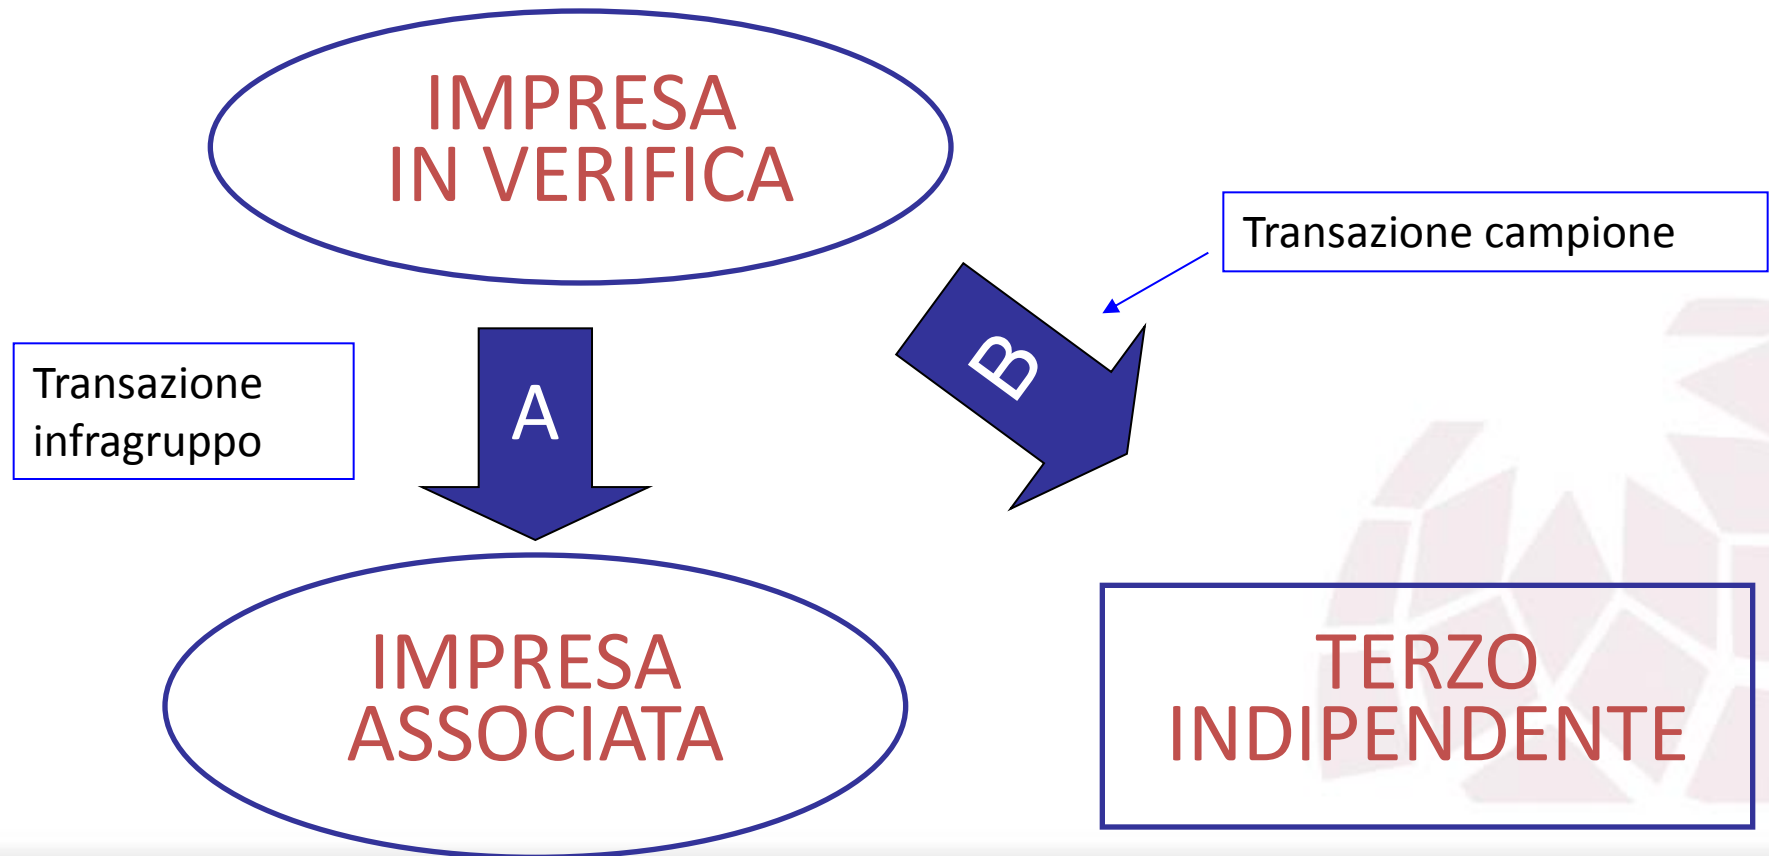 IMPRESA
IN VERIFICA
Transazione campione
B
Transazione
infragruppo
A
IMPRESA
ASSOCIATA
TERZO
INDIPENDENTE